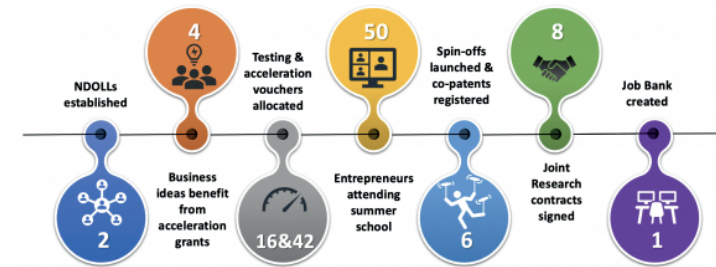 NDOLLs
established
2
4
Business
ideas benefit
from
acceleration
grants
Testing &
acceleration
vouchers
allocated
16&42
50
Entrepreneurs
attending
summer
school
Spin-offs
launched &
co-patents
registered
6
8
Joint
Research
contracts
signed
Job Bank
created
1